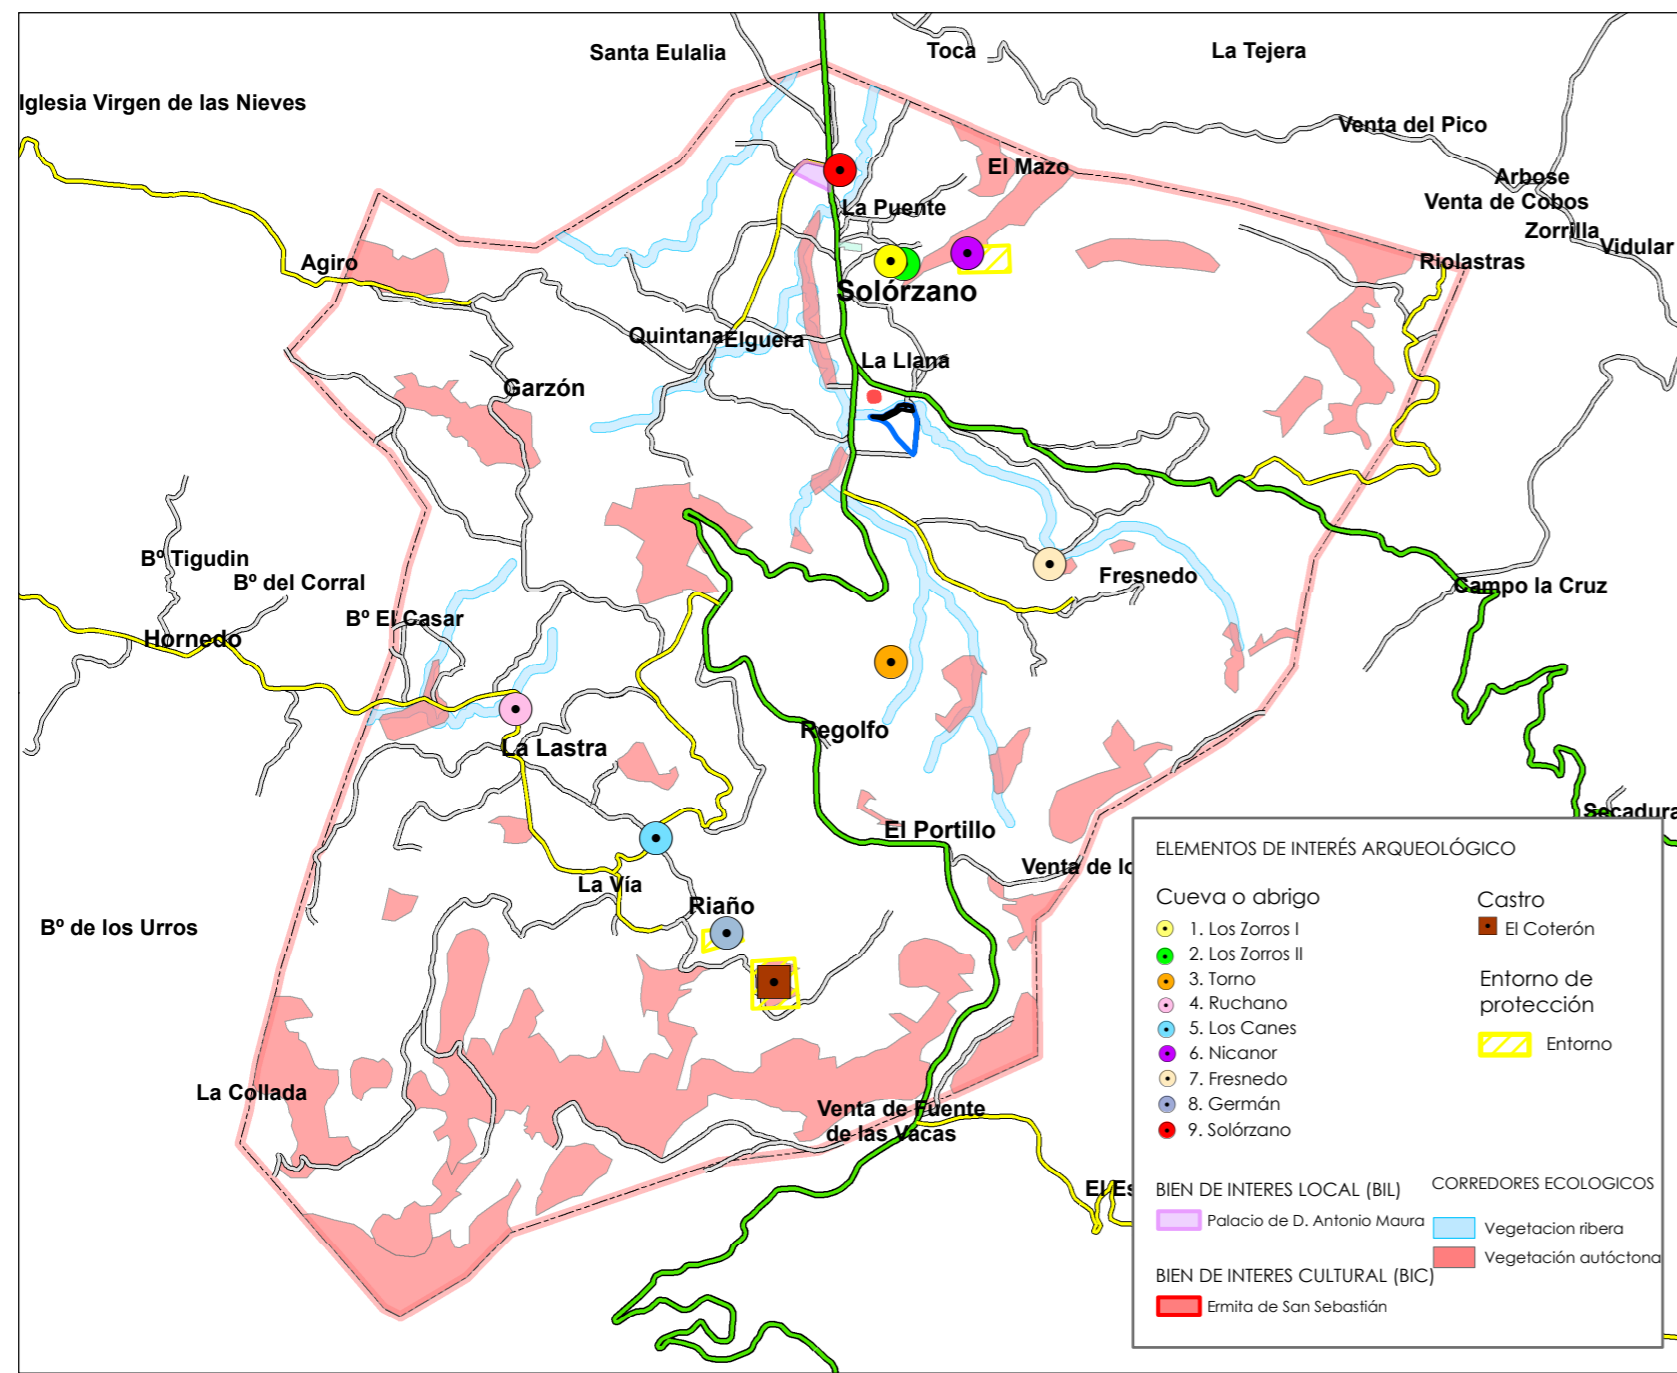 Santa Eulalia
Toca
La Tejera
Iglesia Virgen de las Nieves
Venta del Pico
El Mazo
Arbose
Venta de Cobos
La Puente
Zorrilla
Vidular
Agiro
Riolastras
Solórzano
Quintana
Elguera
La Llana
Garzón
Bº Tigudin
Bº del Corral
Fresnedo
Campo la Cruz
Bº El Casar
Hornedo
Regolfo
La Lastra
Secadura
El Portillo
Venta de lo
La Vía
Riaño
Bº de los Urros
La Collada
Venta de Fuente
de las Vacas
El Es
ELEMENTOS DE INTERÉS ARQUEOLÓGICO
Cueva o abrigo
1. Los Zorros I
2. Los Zorros II
3. Torno
4. Ruchano
5. Los Canes
6. Nicanor
7. Fresnedo
8. Germán
9. Solórzano
Castro
El Coterón
Entorno de
protección
Entorno
BIEN DE INTERES LOCAL (BIL)
Palacio de D. Antonio Maura
BIEN DE INTERES CULTURAL (BIC)
Ermita de San Sebastián
CORREDORES ECOLOGICOS
Vegetacion ribera
Vegetación autóctona